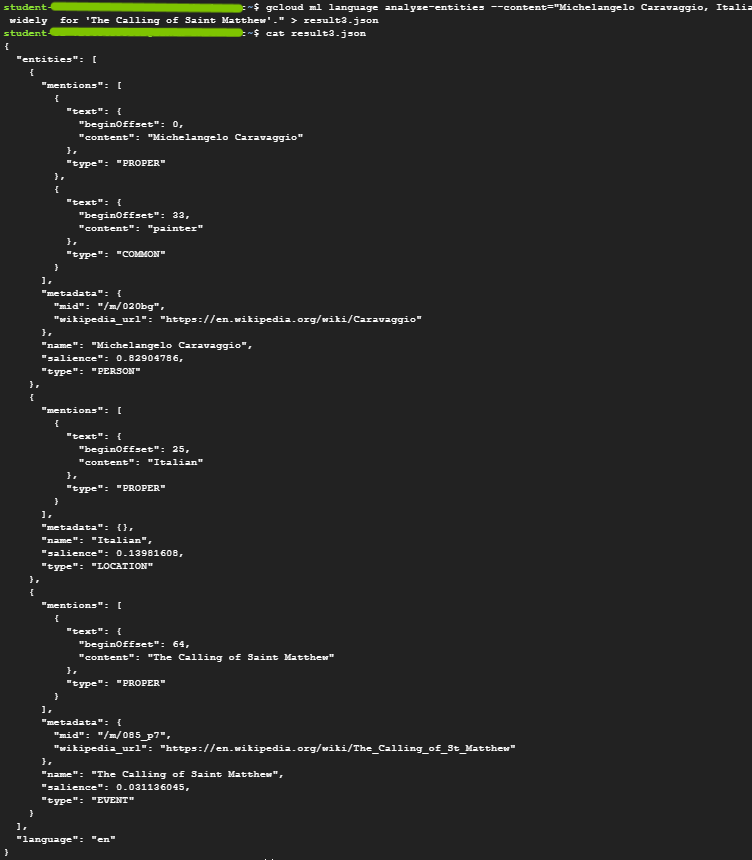 student-:~$ gcloud ml language analyze-entities --content="Michelangelo Caravaggio, Italia
widely  for 'The Calling of Saint Matthew'." > result3.json
student-:~$ cat result3.json
{
  "entities": [
    {
      "mentions": [
        {
          "text": {
            "beginOffset": 0,
            "content": "Michelangelo Caravaggio"
          },
          "type": "PROPER"
        },
        {
          "text": {
            "beginOffset": 33,
            "content": "painter"
          },
          "type": "COMMON"
        }
      ],
      "metadata": {
        "mid": "/m/020bg",
        "wikipedia_url": "https://en.wikipedia.org/wiki/Caravaggio"
      },
      "name": "Michelangelo Caravaggio",
      "salience": 0.82904786,
      "type": "PERSON"
    },
    {
      "mentions": [
        {
          "text": {
            "beginOffset": 25,
            "content": "Italian"
          },
          "type": "PROPER"
        }
      ],
      "metadata": {},
      "name": "Italian",
      "salience": 0.13981608,
      "type": "LOCATION"
    },
    {
      "mentions": [
        {
          "text": {
            "beginOffset": 64,
            "content": "The Calling of Saint Matthew"
          },
          "type": "PROPER"
        }
      ],
      "metadata": {
        "mid": "/m/085_p7",
        "wikipedia_url": "https://en.wikipedia.org/wiki/The_Calling_of_St_Matthew"
      },
      "name": "The Calling of Saint Matthew",
      "salience": 0.031136045,
      "type": "EVENT"
    }
  ],
  "language": "en"
}